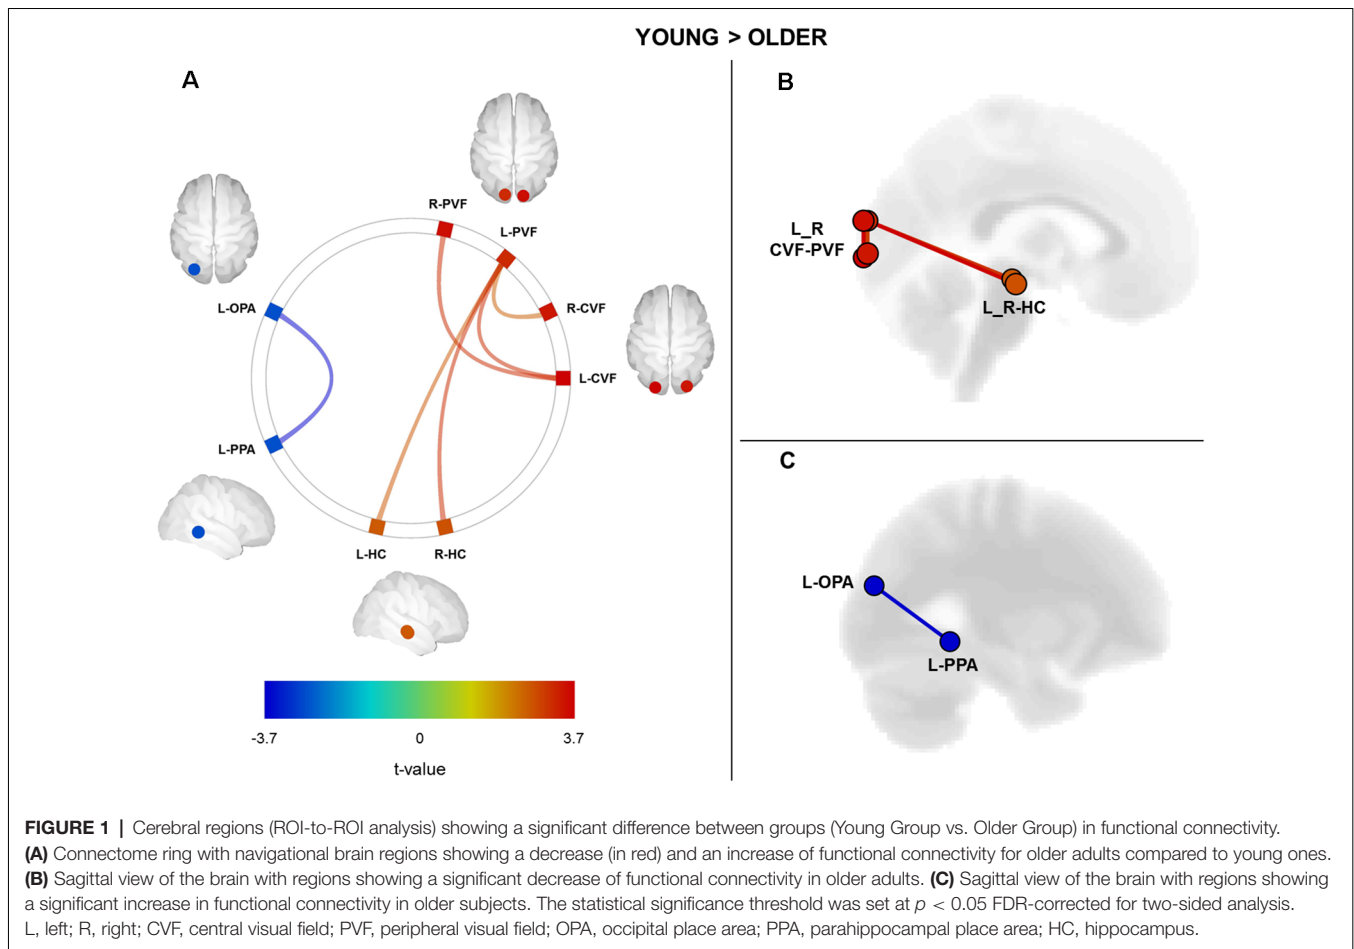 YOUNG > OLDER
A
R-PVF
L-PVF
L-OPA
R-CVF
L-CVF
L-PPA
L-HC
R-HC
-3.7
0
3.7
t-value
B
L_R
CVF-PVF
L_R-HC
C
L-OPA
L-PPA
FIGURE 1 | Cerebral regions (ROI-to-ROI analysis) showing a significant difference between groups (Young Group vs. Older Group) in functional connectivity.
(A) Connectome ring with navigational brain regions showing a decrease (in red) and an increase of functional connectivity for older adults compared to young ones.
(B) Sagittal view of the brain with regions showing a significant decrease of functional connectivity in older adults. (C) Sagittal view of the brain with regions showing
a significant increase in functional connectivity in older subjects. The statistical significance threshold was set at p < 0.05 FDR-corrected for two-sided analysis.
L, left; R, right; CVF, central visual field; PVF, peripheral visual field; OPA, occipital place area; PPA, parahippocampal place area; HC, hippocampus.